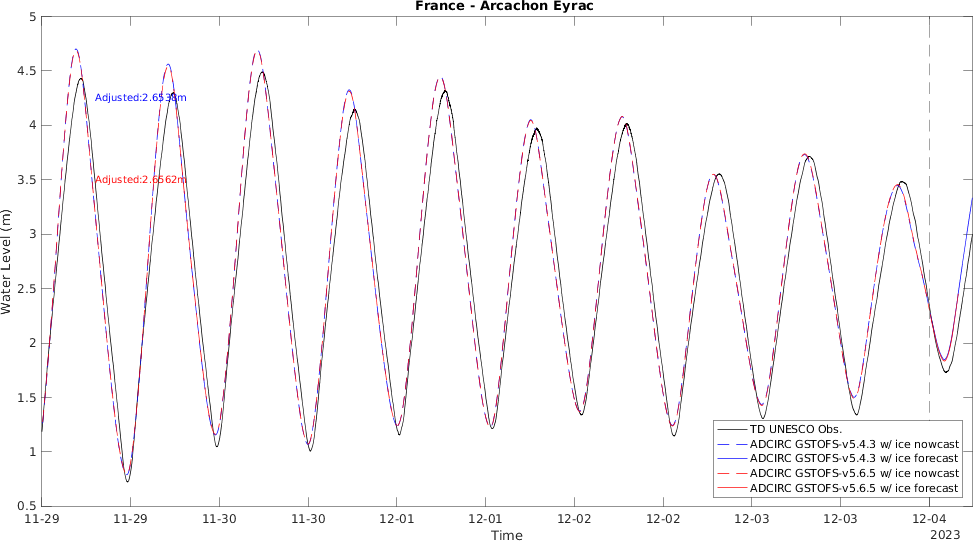 France - Arcachon Eyrac
5
4.5
4
3.5
3
2.5
2
1.5
1
0.5
Water Level (m)
Adjusted:2.6538m
Adjusted:2.6562m
TD UNESCO Obs.
ADCIRC GSTOFS-v5.4.3 w/ ice nowcast
ADCIRC GSTOFS-v5.4.3 w/ ice forecast
ADCIRC GSTOFS-v5.6.5 w/ ice nowcast
ADCIRC GSTOFS-v5.6.5 w/ ice forecast
11-29 11-29 11-30 11-30 12-01 12-01 12-02 12-02 12-03 12-03 12-04
2023
Time